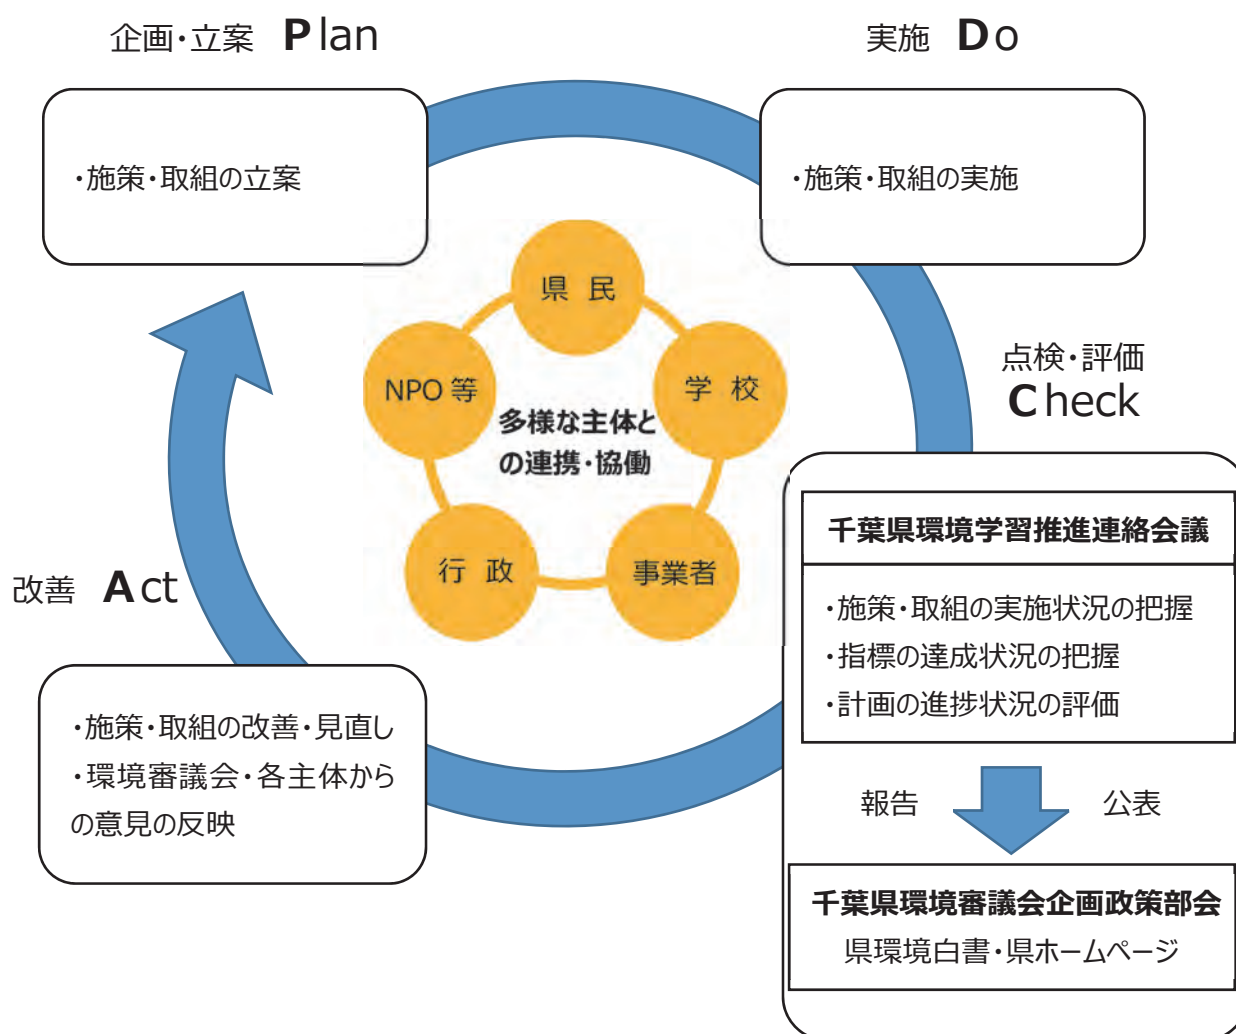 企画・立案 Plan
・施策・取組の立案
実施 Do
・施策・取組の実施
県 民
NPO 等
学 校
多様な主体と
の連携・協働
行 政
事業者
点検・評価
Check
千葉県環境学習推進連絡会議
・施策・取組の実施状況の把握
・指標の達成状況の把握
・計画の進捗状況の評価
報告
公表
千葉県環境審議会企画政策部会
県環境白書・県ホームページ
改善 Act
・施策・取組の改善・見直し
・環境審議会・各主体から
の意見の反映